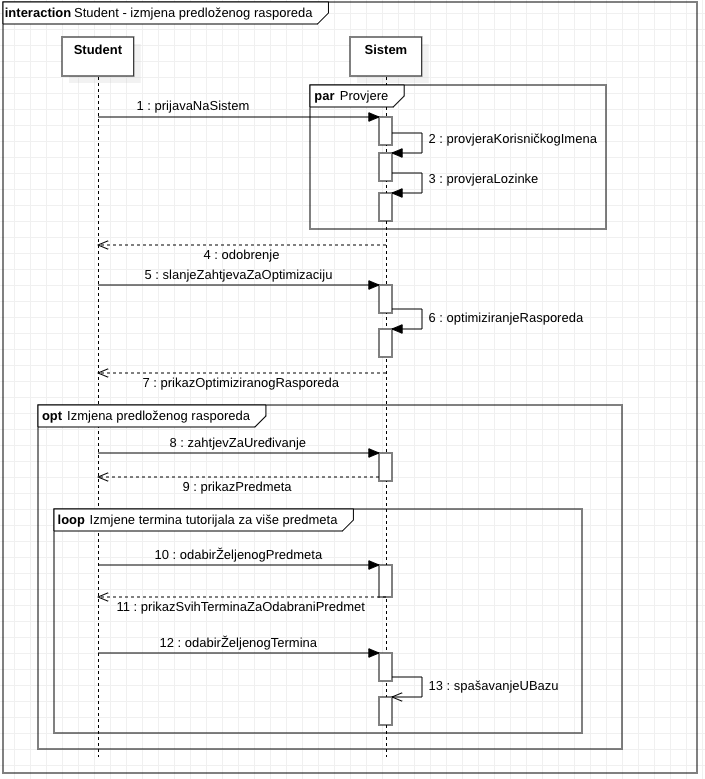 interaction Student - izmjena predloženog rasporeda
Student
Sistem
par Provjere
1 : prijavaNaSistem
2 : provjeraKorisničkogImena
3 : provjeraLozinke
4 : odobrenje
5 : slanjeZahtjevaZaOptimizaciju
6 : optimiziranjeRasporeda
7 : prikazOptimiziranogRasporeda
opt Izmjena predloženog rasporeda
8 : zahtjevZaUređivanje
9 : prikazPredmeta
loop Izmjene termina tutorijala za više predmeta
10 : odabirŽeljenogPredmeta
11 : prikazSvihTerminaZaOdabraniPredmet
12 : odabirŽeljenogTermina
13 : spašavanjeUBazu